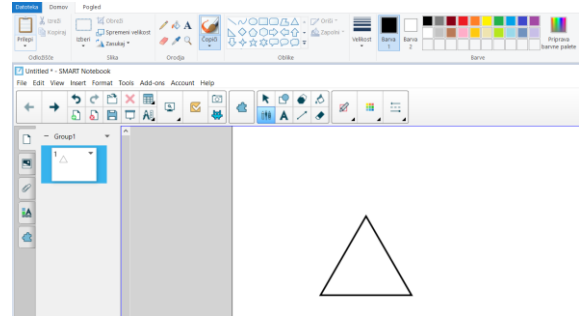 Datoteka Domov Pogled
Prilepi
Izreži
Kopiraj
Odložišče
Izberi
Obreži
Spremeni velikost
Zasukaj
Slika
A
Orodja
Čopiči
Oris
Zapolni
Oblike
Velikost
Barva 1
Barva 2
Barve
Priprava barvne palete
Untitled * - SMART Notebook
File Edit View Insert Format Tools Add-ons Account Help
A
Group1
1